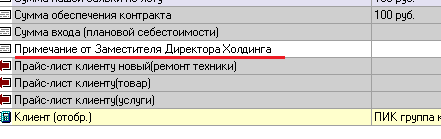 Сумма обеспечения контракта 100 руб.
Сумма входа (плановой себестоимости)
Примечание от Заместителя Директора Холдинга
Прайс-лист клиенту новый(ремонт техники)
Прайс-лист клиенту(товар)
Прайс-лист клиенту(услуги)
Клиент (отобр.) ПИК группа